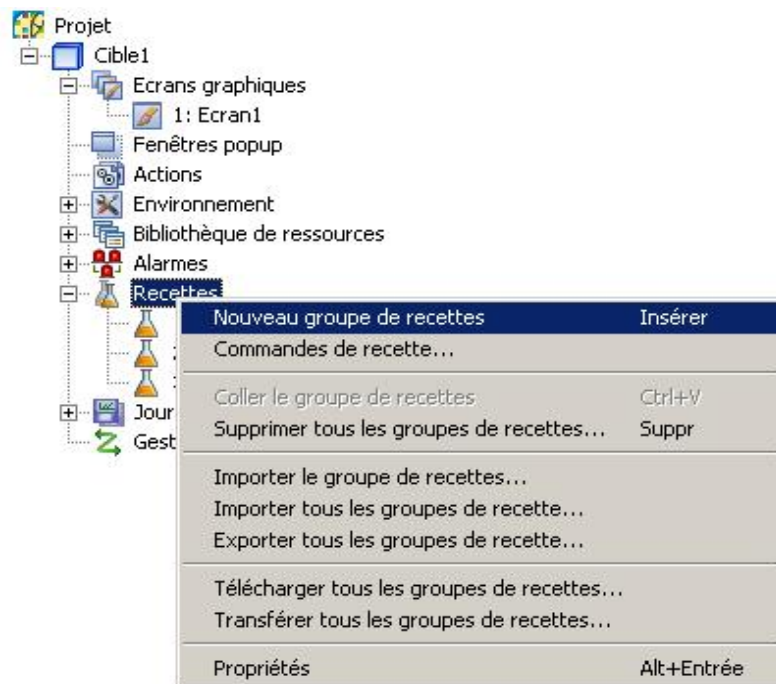 Projet
Cible1
Ecrans graphiques
1: Ecran1
Fenêtres popup
Actions
Environnement
Bibliothèque de ressources
Alarmes
Recettes
Nouveau groupe de recettes Insérer
Commandes de recette...
Coller le groupe de recettes Ctrl+V
Jour
Supprimer tous les groupes de recettes... Suppr
Gest
Importer le groupe de recettes...
Importer tous les groupes de recette...
Exporter tous les groupes de recette...
Télécharger tous les groupes de recettes...
Transférer tous les groupes de recettes...
Propriétés Alt+Entrée